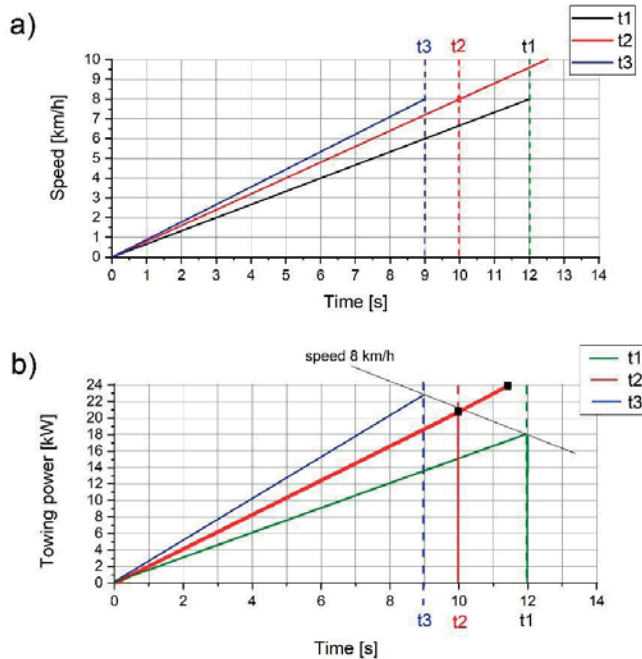 a)
t3 t2 t1
t1
t2
t3
Speed [km/h]
10
9
8
7
6
5
4
3
2
1
0
0 1 2 3 4 5 6 7 8 9 10 11 12 13 14
Time [s]
b)
speed 8 km/h
t1
t2
t3
Towing power [kW]
24
22
20
18
16
14
12
10
8
6
4
2
0
0 2 4 6 8 10 12 14
t3 t2 t1
Time [s]